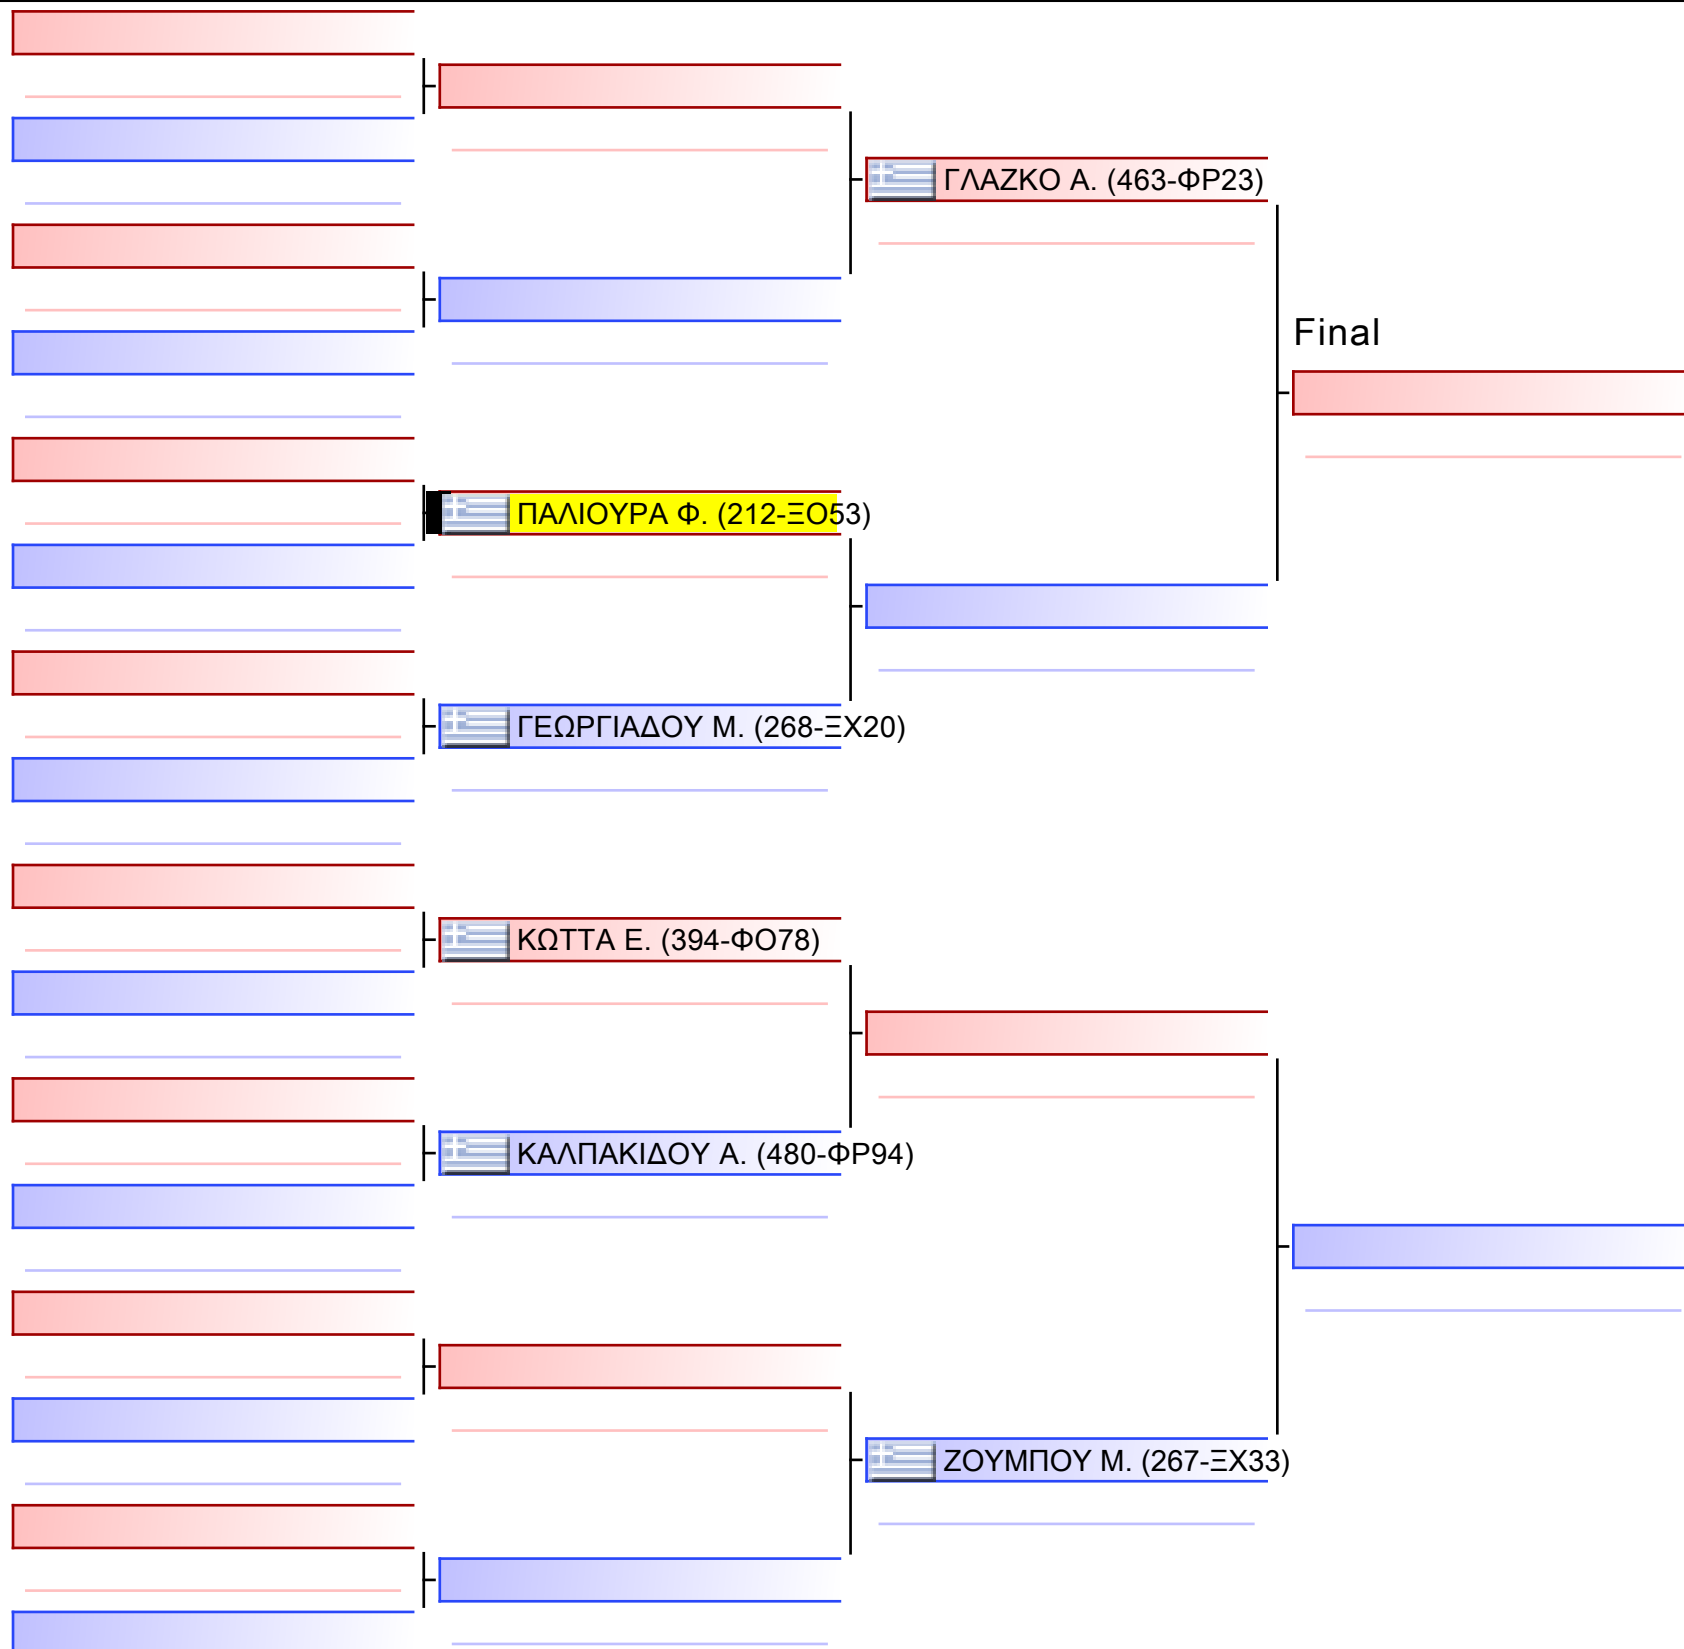 ΓΛΑΖΚΟ Α. (463-ΦΡ23)
Final
ΠΑΛΙΟΥΡΑ Φ. (212-ΞΟ53)
ΓΕΩΡΓΙΑΔΟΥ Μ. (268-ΞΧ20)
ΚΩΤΤΑ Ε. (394-ΦΟ78)
ΚΑΛΠΑΚΙΔΟΥ Α. (480-ΦΡ94)
ΖΟΥΜΠΟΥ Μ. (267-ΞΧ33)